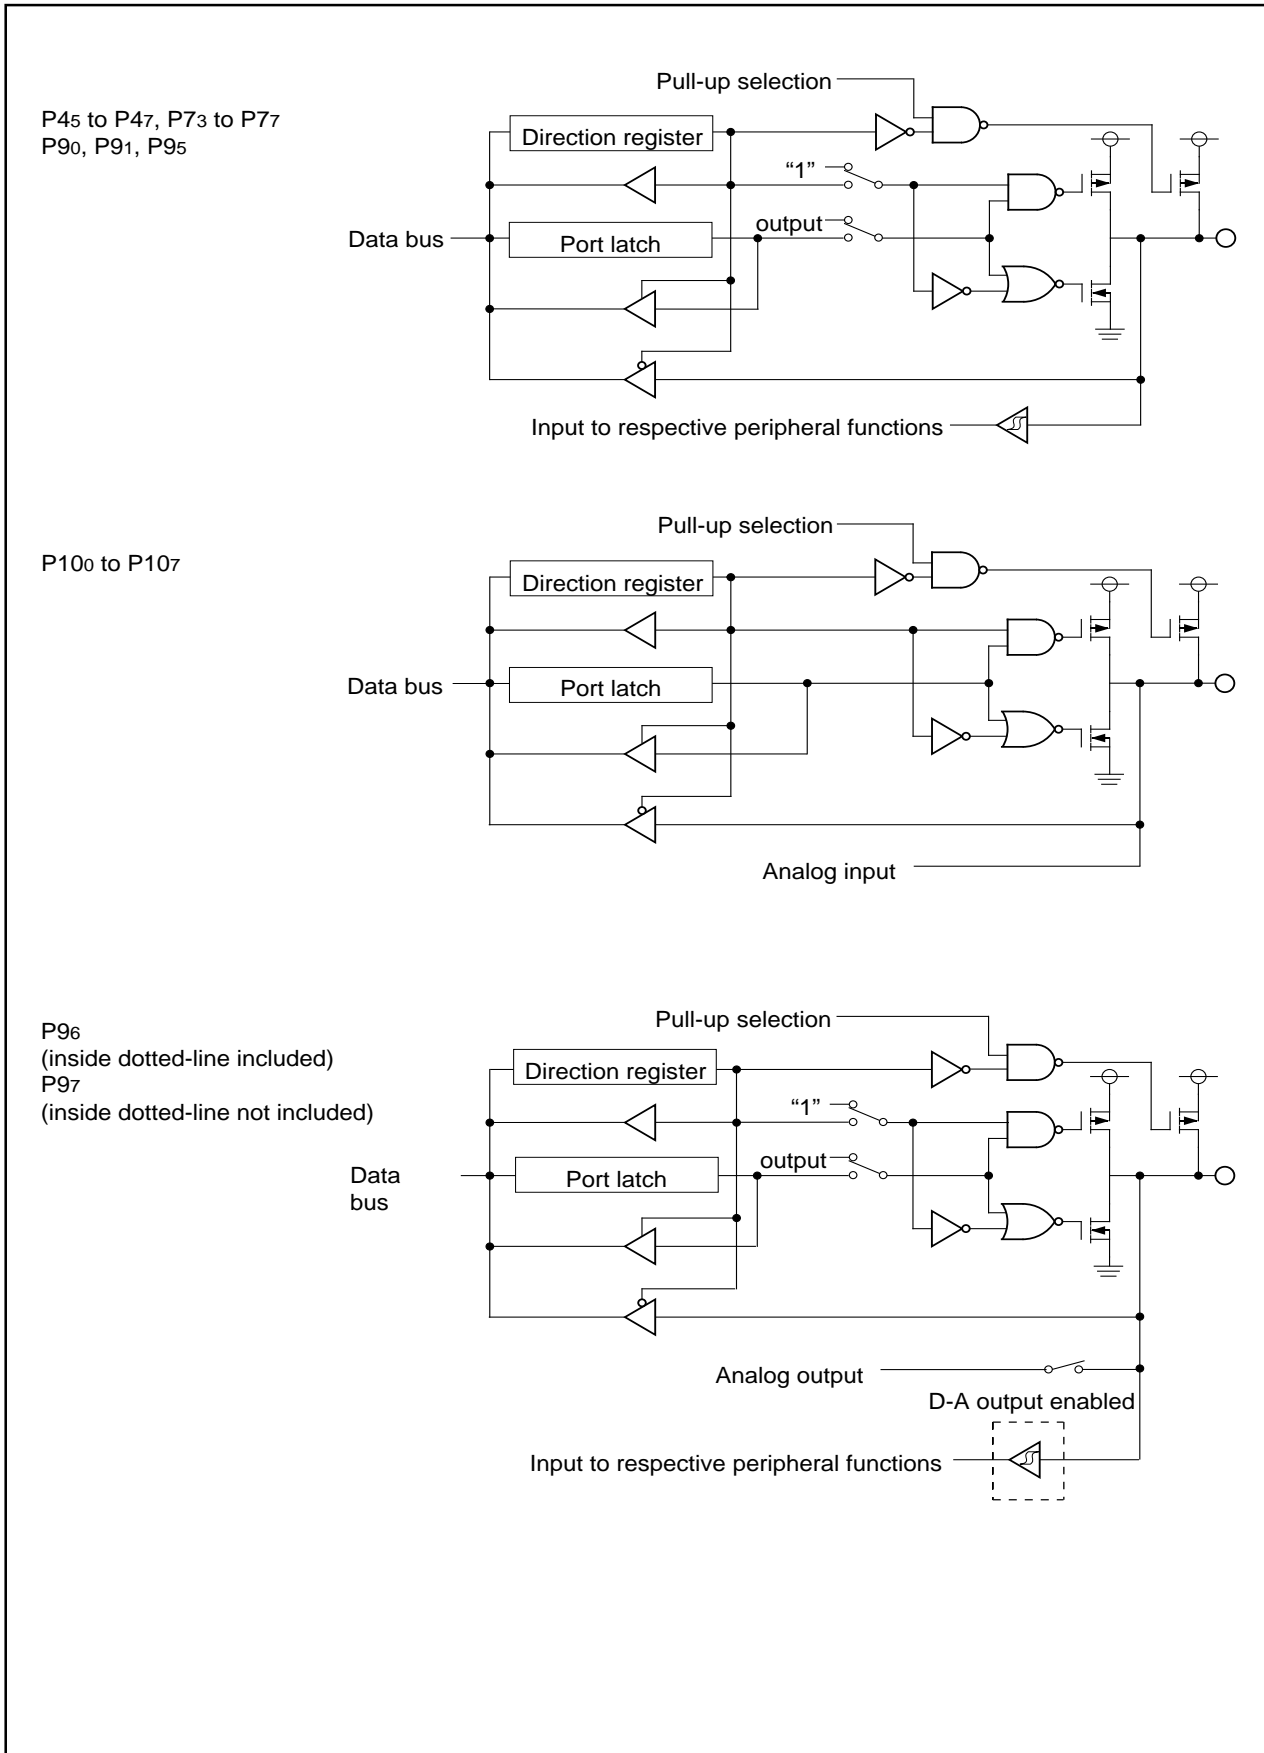 Pull-up selection
P45 to P47, P73 to P77
P90, P91, P95
Direction register
“1”
output
Data bus
Port latch
Input to respective peripheral functions
Pull-up selection
P100 to P107
Direction register
Data bus
Port latch
Analog input
Pull-up selection
P96
(inside dotted-line included)
P97
(inside dotted-line not included)
Direction register
“1”
output
Data
bus
Port latch
Analog output
D-A output enabled
Input to respective peripheral functions